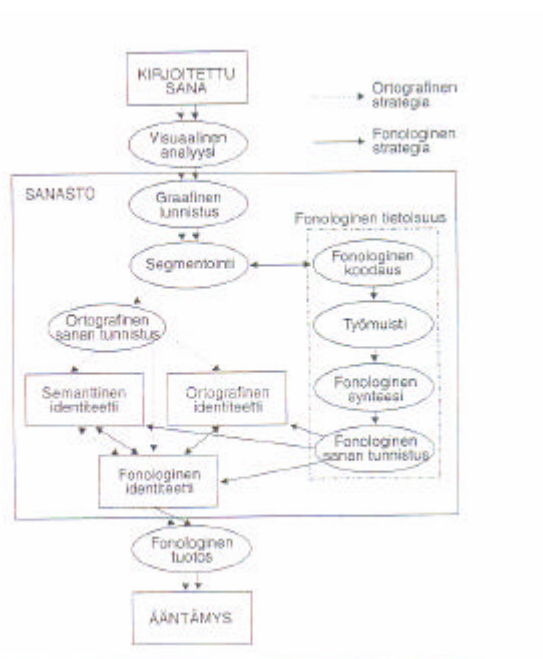 KIRJOITETTU
SANA
Ortografinen
strategia
Visuaalinen
analyysi
Fonologinen
strategia
SANASTO
Graafinen
tunnistus
Fonologinen tietoisuus
Segmentointi
Fonologinen
koodaus
Ortografinen
sanan tunnistus
Työmuisti
Semanttinen
identiteetti
Ortografinen
identiteetti
Fonologinen
synteesi
Fonologinen
sanan tunnistus
Fonologinen
identiteetti
Fonologinen
tuotos
ÄÄNTÄMYS